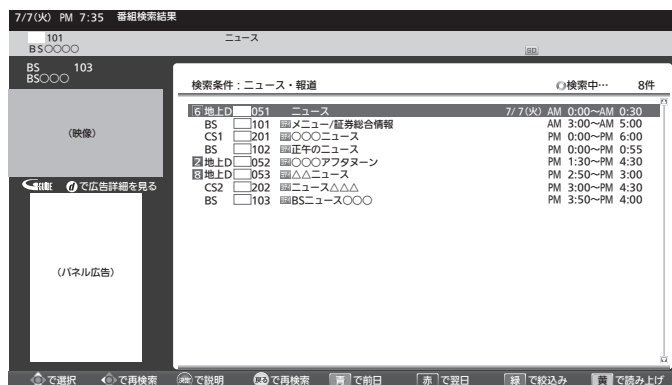 7/7(火) PM 7:35 番組検索結果
101 ニュース
BS○○○○
SD
BS 103
BS○○○
検索条件:ニュース・報道 検索中… 8件
6 地上D 051 ニュース 7/7(火) AM 0:00~AM 0:30
BS 101 メニュー/証券総合情報 AM 3:00~AM 5:00
CS1 201 ○○○ニュース PM 0:00~PM 6:00
BS 102 正午のニュース PM 0:00~PM 0:55
2 地上D 052 ○○○アフタヌーン PM 1:30~PM 4:30
8 地上D 053 △△ニュース PM 2:50~PM 3:00
CS2 202 ニュース△△△ PM 3:00~PM 4:30
BS 103 BSニュース○○○ PM 3:50~PM 4:00
(映像)
G-GUIDE dで広告詳細を見る
(パネル広告)
で選択 で再検索 決定で説明 戻るで再検索 青で前日 赤で翌日 緑で絞込み 黄で読み上げ